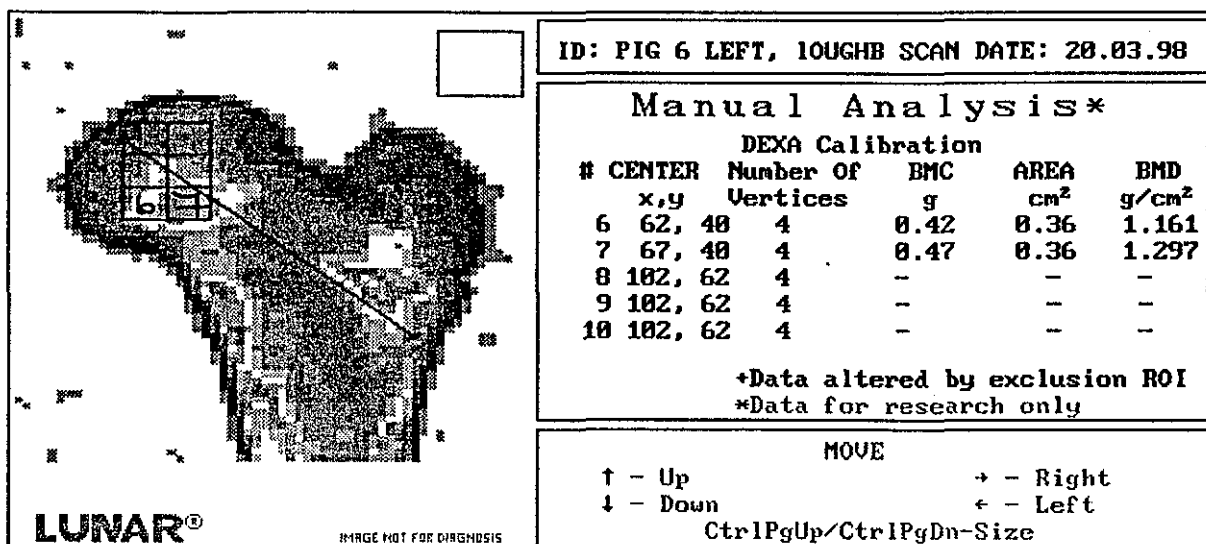 ID: PIG 6 LEFT, 10UGHB SCAN DATE: 20.03.98
Manual Analysis*
DEXA Calibration
# CENTER Number Of BMC AREA BMD
x,y Vertices g cm² g/cm²
6 62, 40 4 0.42 0.36 1.161
7 67, 40 4 0.47 0.36 1.297
8 102, 62 4 - - -
9 102, 62 4 - - -
10 102, 62 4 - - -
+Data altered by exclusion ROI
*Data for research only
6 7
LUNAR®
IMAGE NOT FOR DIAGNOSIS
MOVE
↑ - Up → - Right
↓ - Down ← - Left
CtrlPgUp/CtrlPgDn-Size